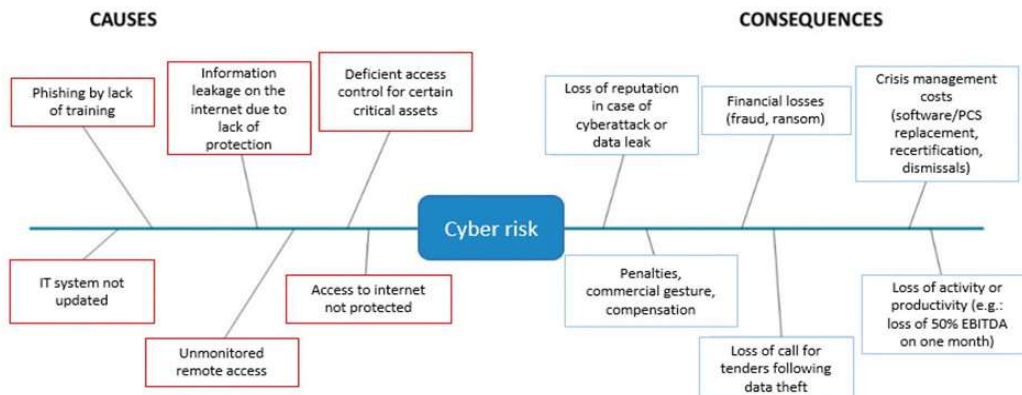 CAUSES
CONSEQUENCES
Phishing by lack
of training
Information
leakage on the
internet due to
lack of
protection
Deficient access
control for certain
critical assets
Loss of reputation
in case of
cyberattack or
data leak
Financial losses
(fraud, ransom)
Crisis management
costs
(software/PCS
replacement,
recertification,
dismissals)
Cyber risk
IT system not
updated
Unmonitored
remote access
Access to internet
not protected
Penalties,
commercial gesture,
compensation
Loss of call for
tenders following
data theft
Loss of activity or
productivity (e.g.:
loss of 50% EBITDA
on one month)